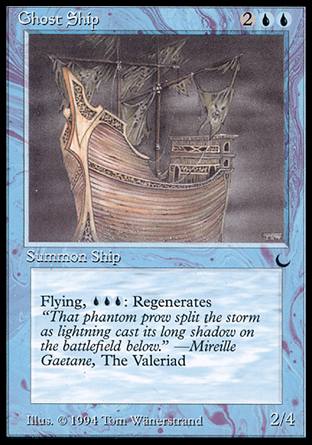 Ghost Ship 2
Summon Ship
Flying, : Regenerates
"That phantom prow split the storm
as lightning cast its long shadow on
the battlefield below." —Mireille
Gaetane, The Valeriad
Illus. © 1994 Tom Wänerstrand 2/4